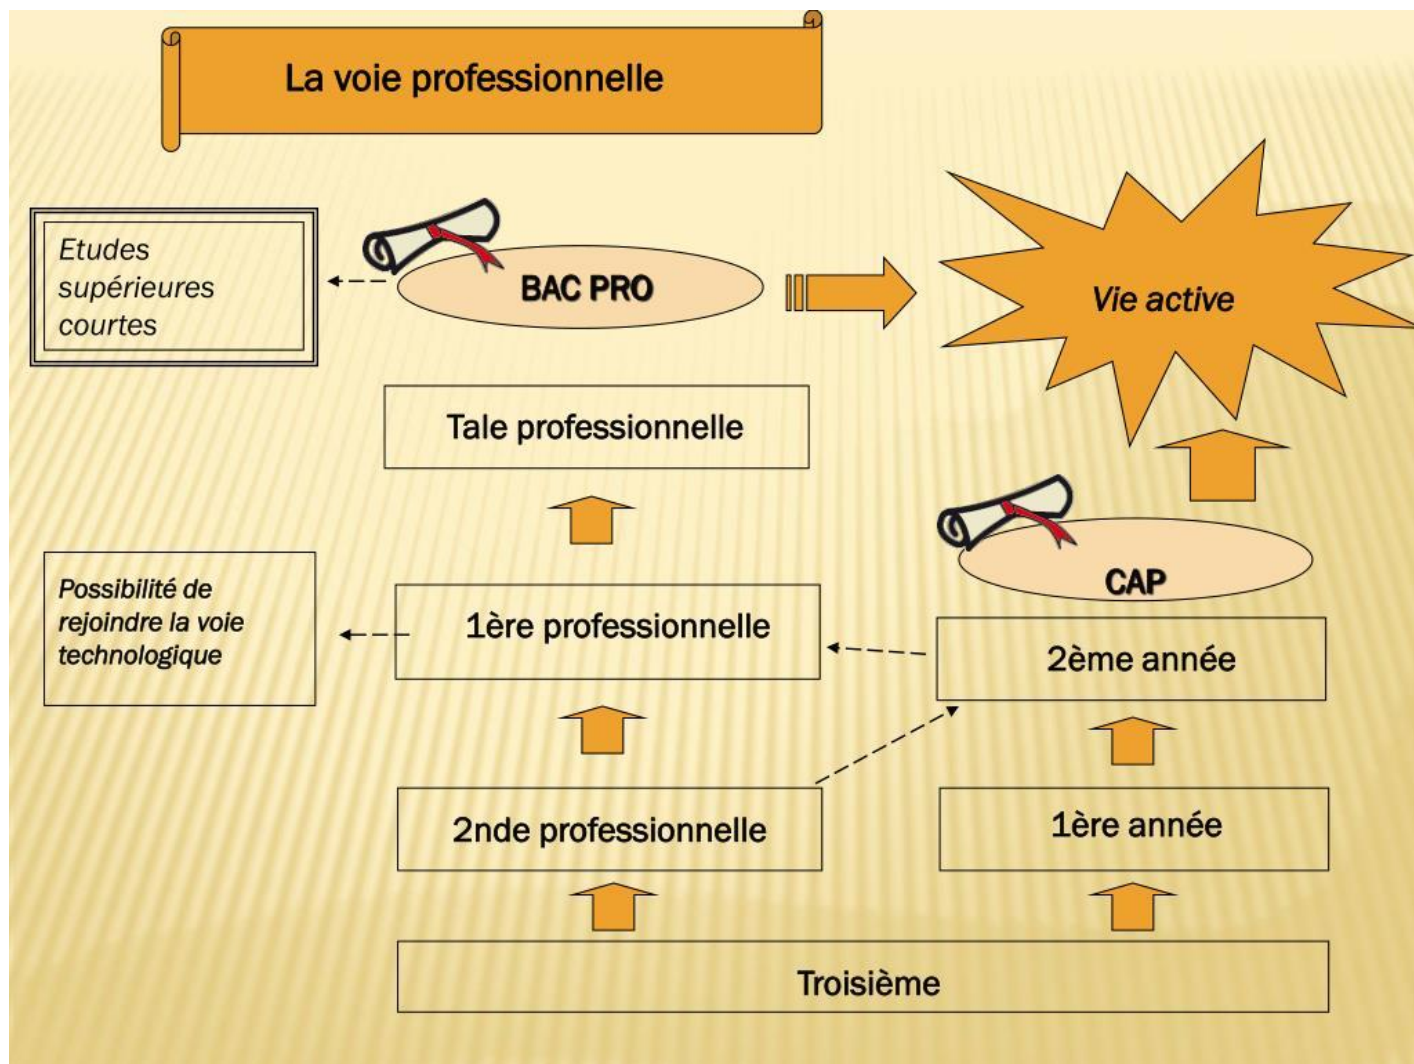 La voie professionnelle
Etudes
supérieures
courtes
BAC PRO
Vie active
Tale professionnelle
CAP
Possibilité de
rejoindre la voie
technologique
1ère professionnelle
2ème année
2nde professionnelle
1ère année
Troisième